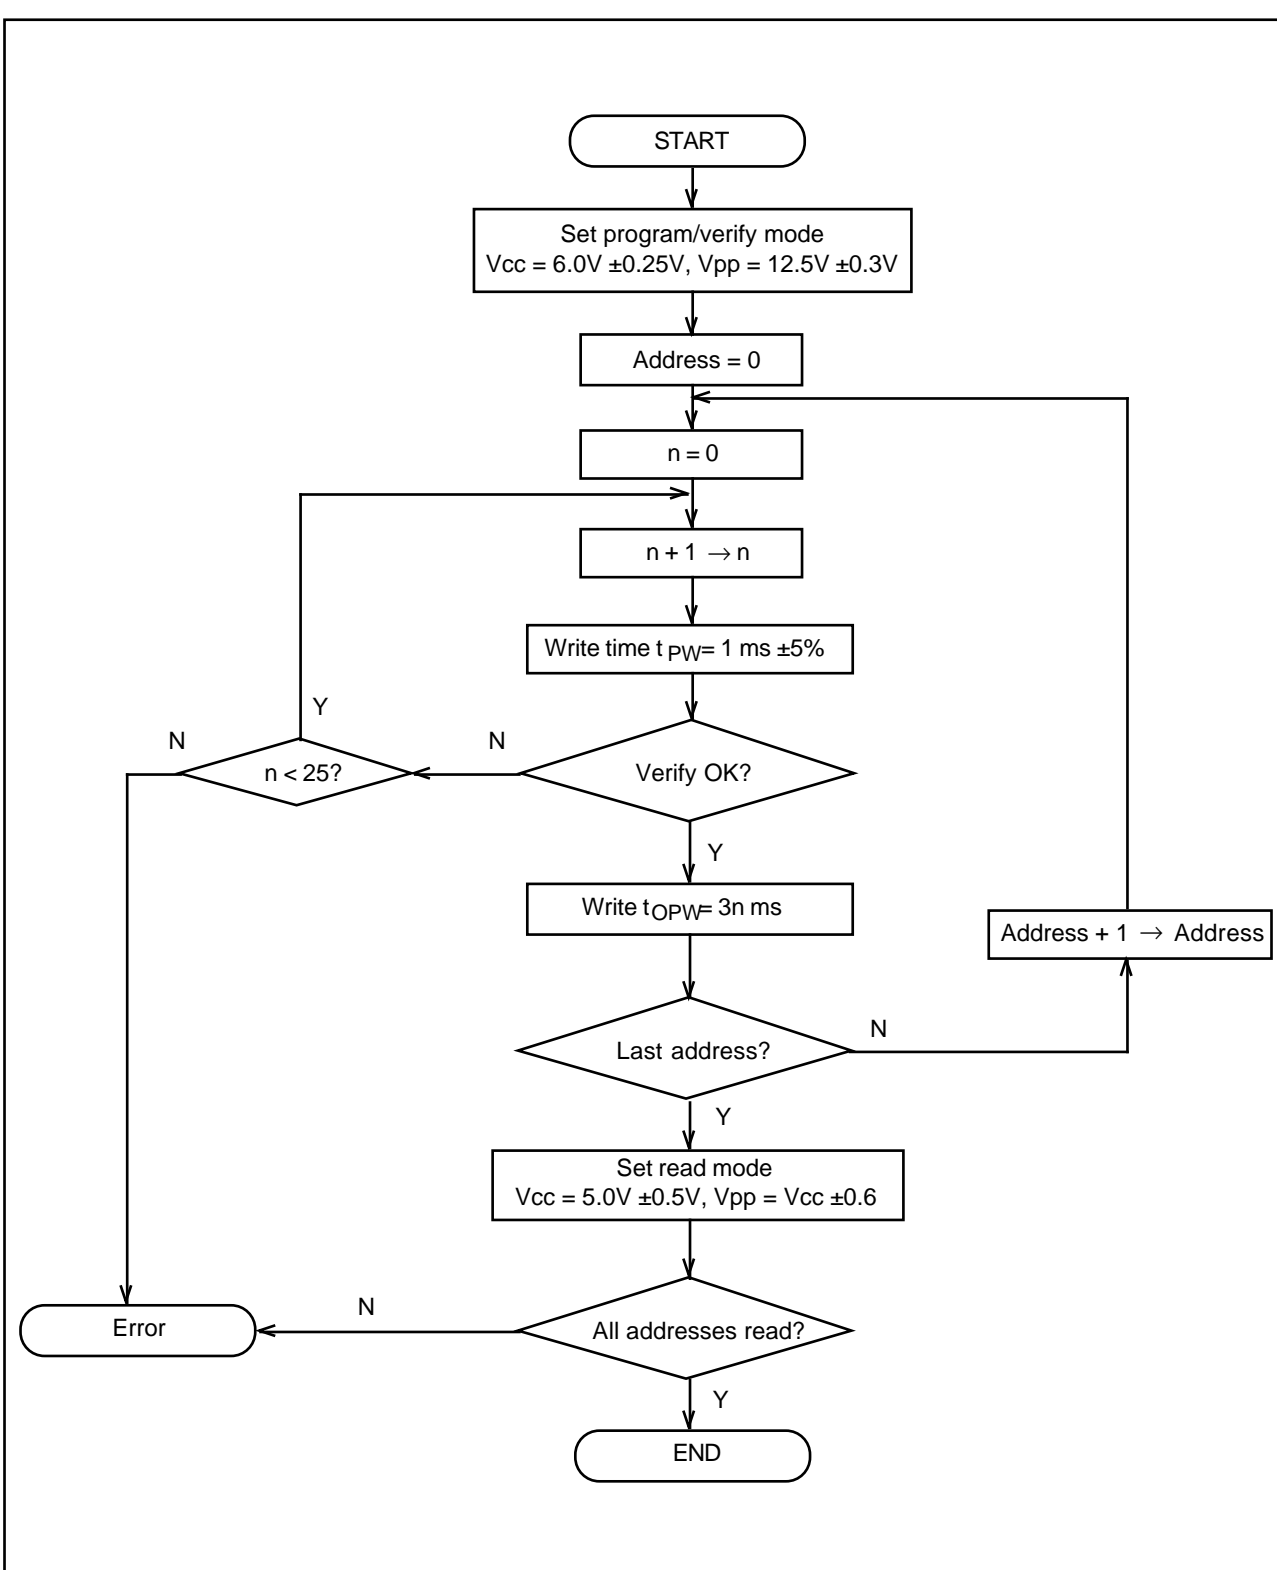 START
Set program/verify mode
Vcc = 6.0V ±0.25V, Vpp = 12.5V ±0.3V
Address = 0
n = 0
n + 1 → n
Write time t PW= 1 ms ±5%
Y
N
n < 25?
N
Verify OK?
Y
Write tOPW= 3n ms
Address + 1 → Address
Last address?
N
Y
Set read mode
Vcc = 5.0V ±0.5V, Vpp = Vcc ±0.6
Error
N
All addresses read?
Y
END